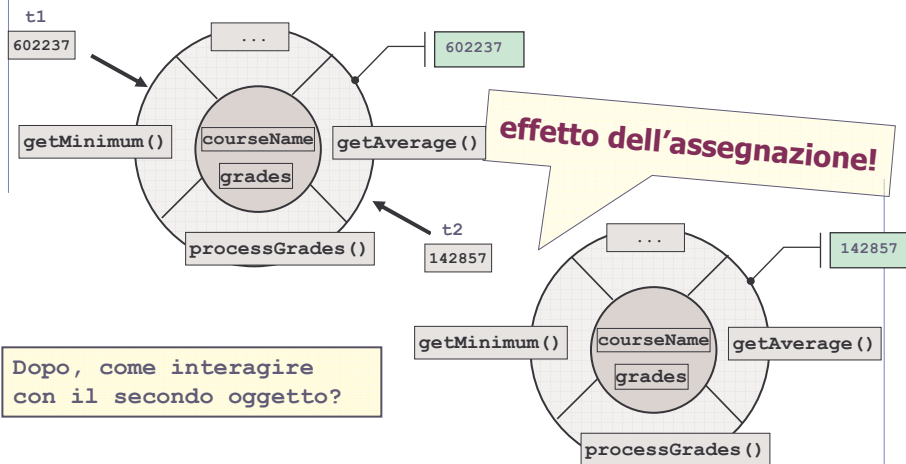 t1
602237
...
602237
getMinimum()
courseName
getAverage()
grades
effetto dell'assegnazione!
processGrades()
t2
142857
...
142857
getMinimum()
courseName
getAverage()
grades
Dopo, come interagire
con il secondo oggetto?
processGrades()